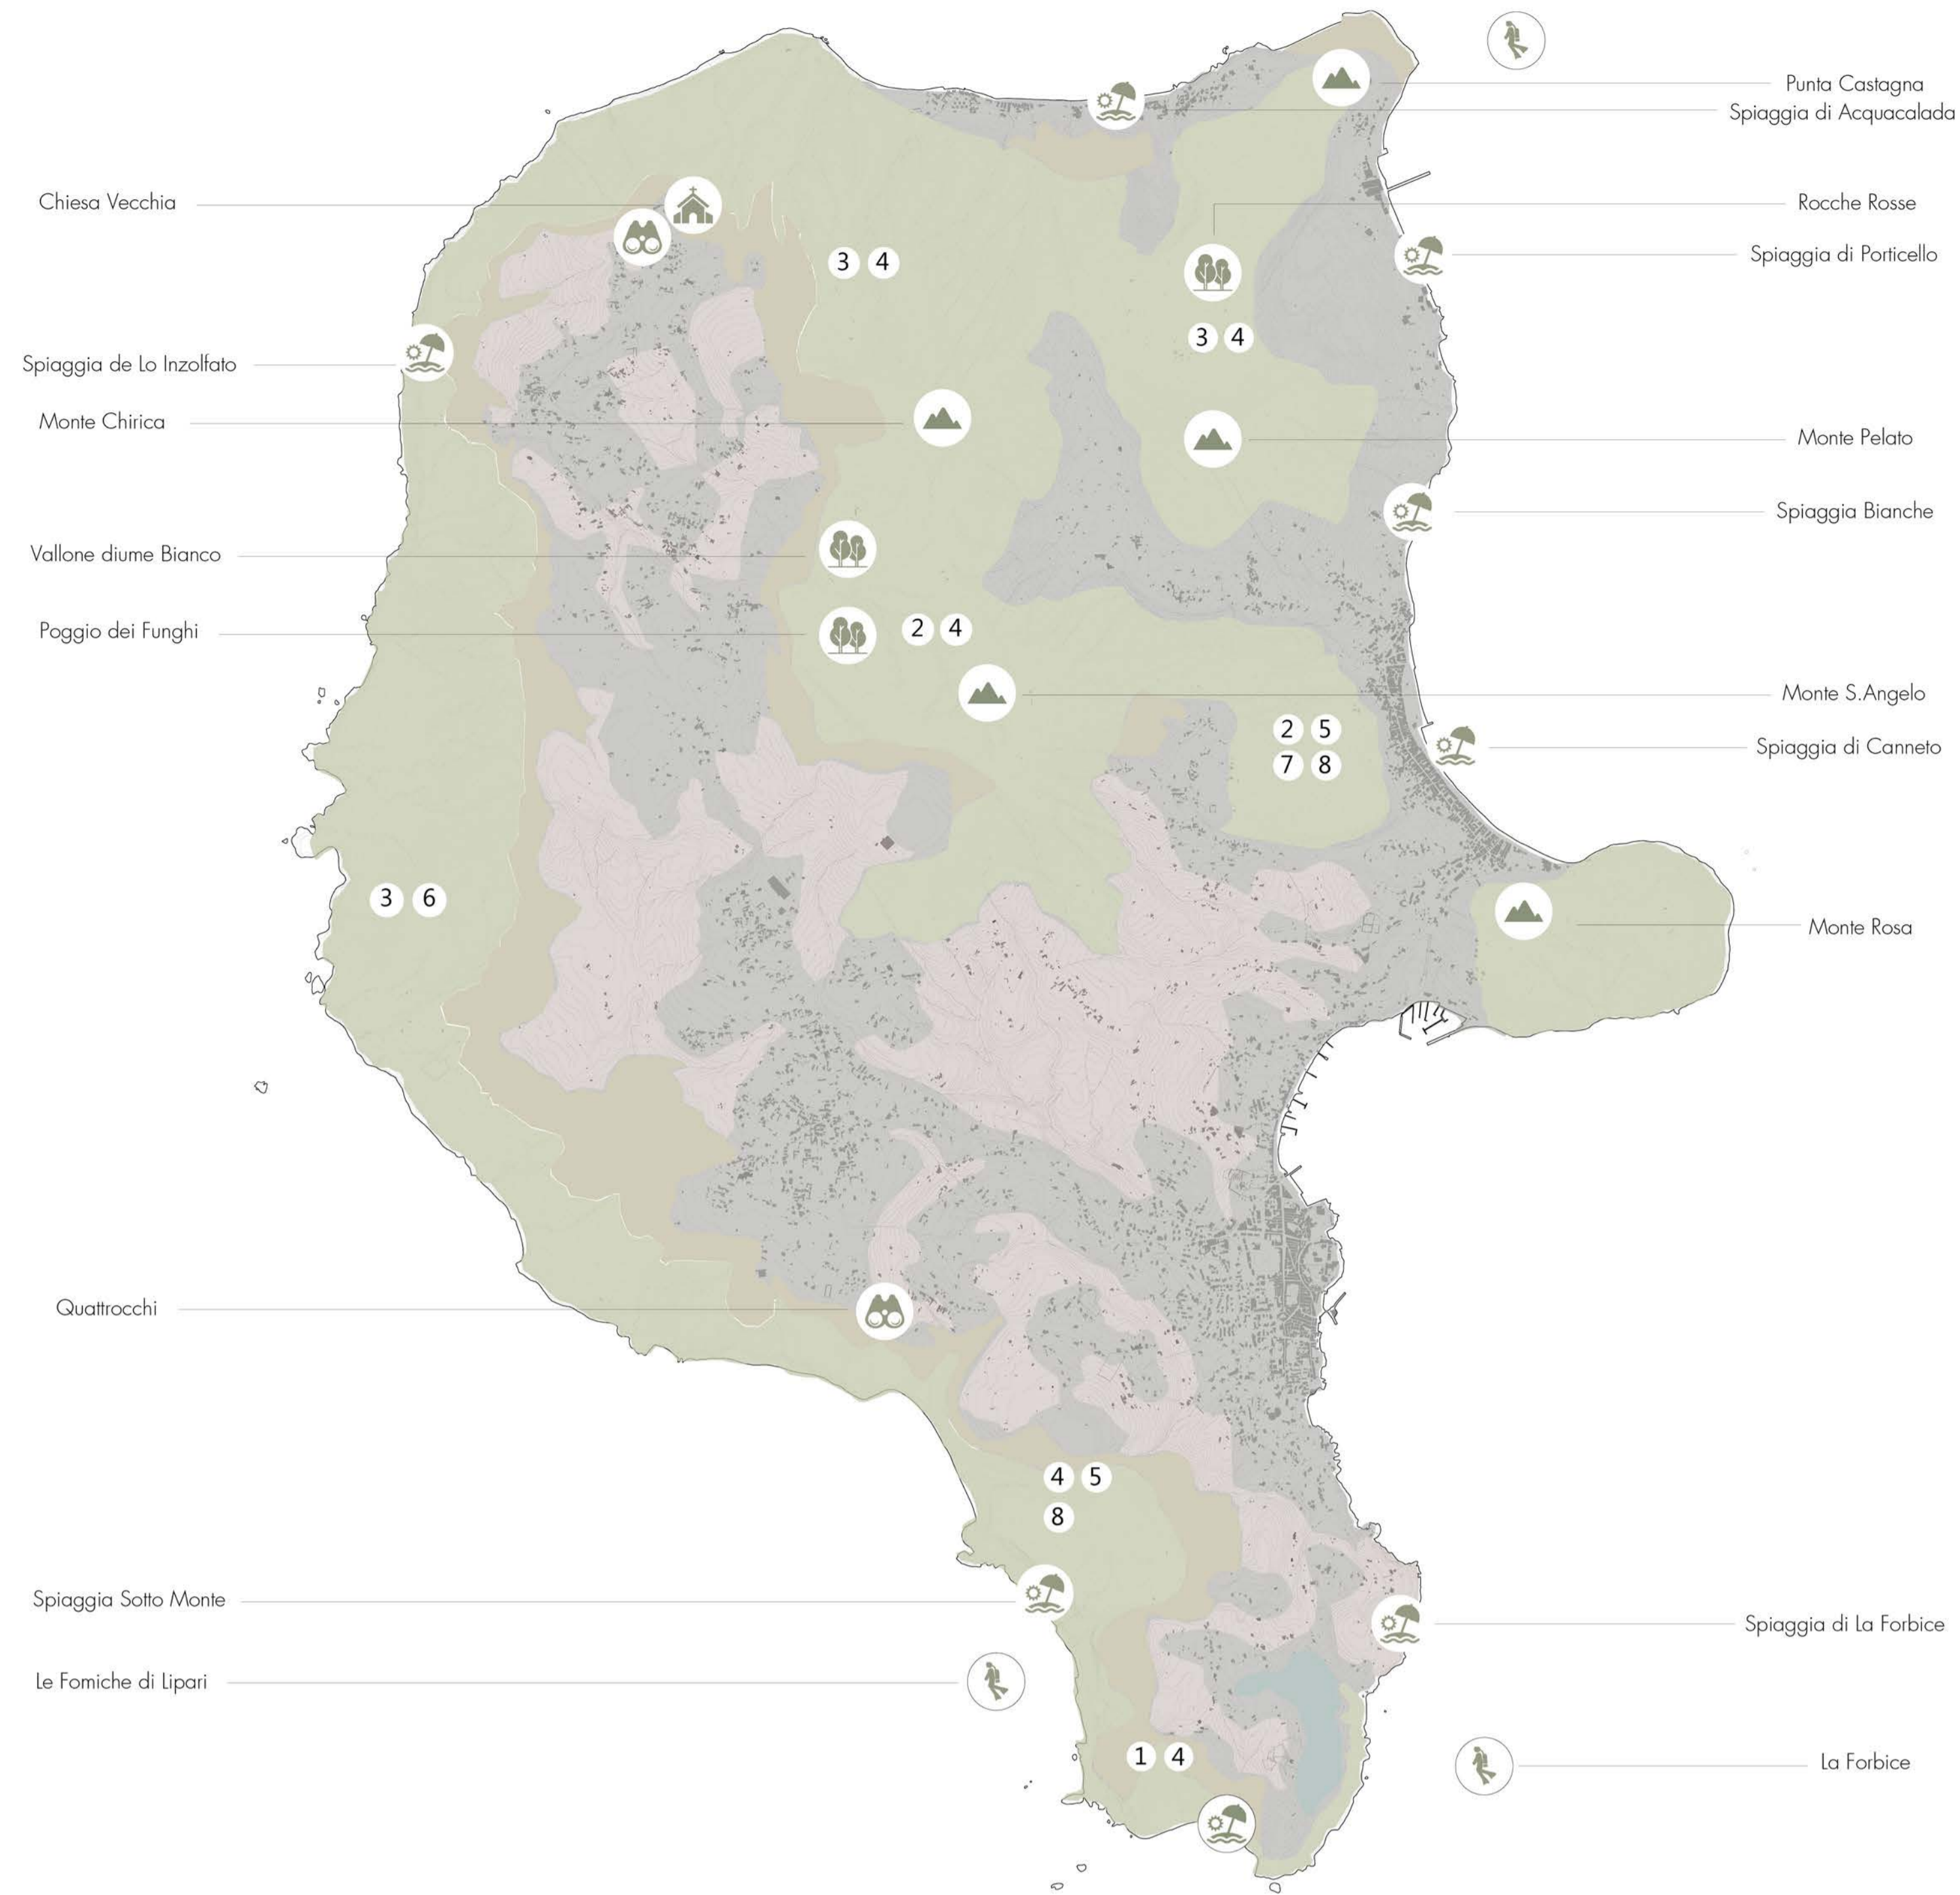 Punta Castagna
Spiaggia di Acquacalada
Chiesa Vecchia
Rocche Rosse
Spiaggia di Porticello
3 4
3 4
Spiaggia de Lo Inzolfato
Monte Chirica
Monte Pelato
Spiaggia Bianche
Vallone diume Bianco
Poggio dei Funghi
2 4
Monte S.Angelo
2 5
7 8
Spiaggia di Canneto
3 6
Monte Rosa
Quattrocchi
4 5
8
Spiaggia Sotto Monte
Spiaggia di La Forbice
Le Fomiche di Lipari
1 4
La Forbice